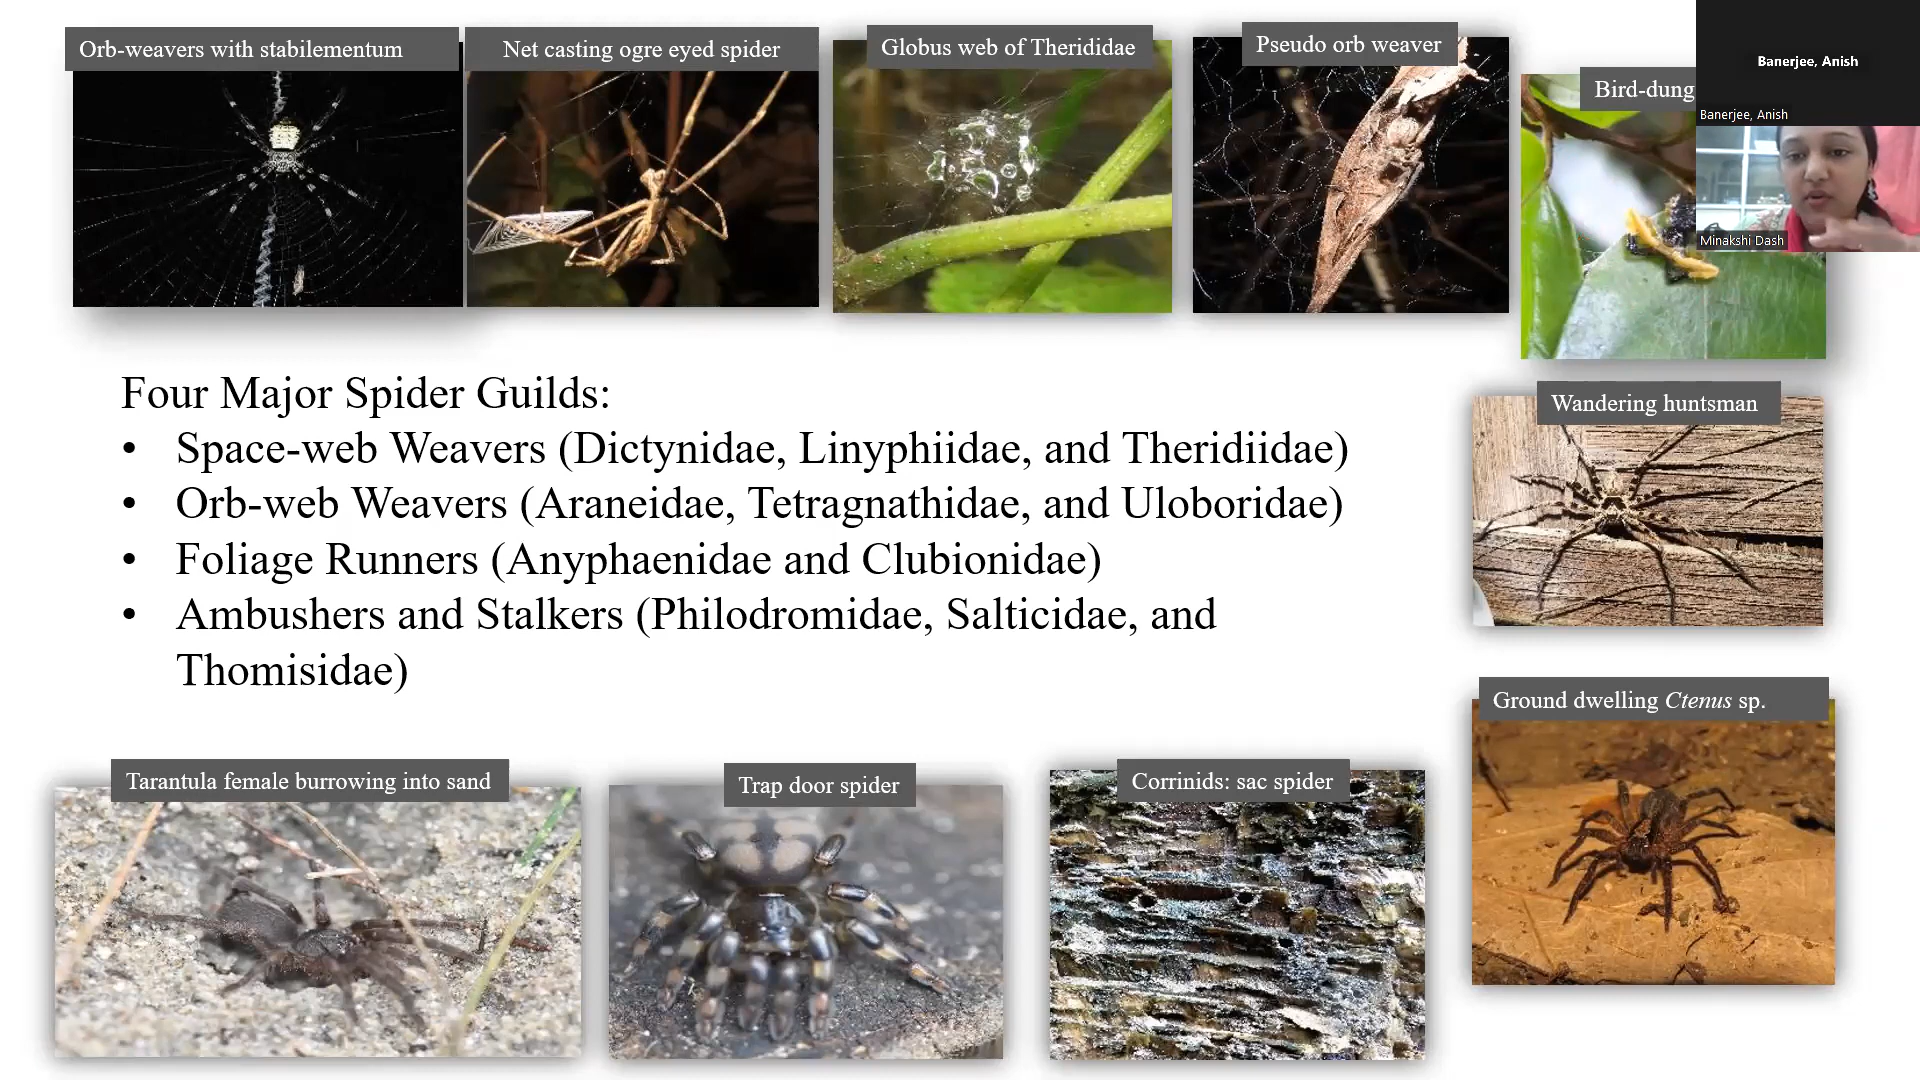 Orb-weavers with stabilementum
Net casting ogre eyed spider
Globus web of Therididae
Pseudo orb weaver
Bird-dung
Banerjee, Anish
Banerjee, Anish
Minakshi Dash
Four Major Spider Guilds:
• Space-web Weavers (Dictynidae, Linyphiidae, and Theridiidae)
• Orb-web Weavers (Araneidae, Tetragnathidae, and Uloboridae)
• Foliage Runners (Anyphaenidae and Clubionidae)
• Ambushers and Stalkers (Philodromidae, Salticidae, and
Thomisidae)
Wandering huntsman
Ground dwelling Ctenus sp.
Tarantula female burrowing into sand
Trap door spider
Corrinids: sac spider